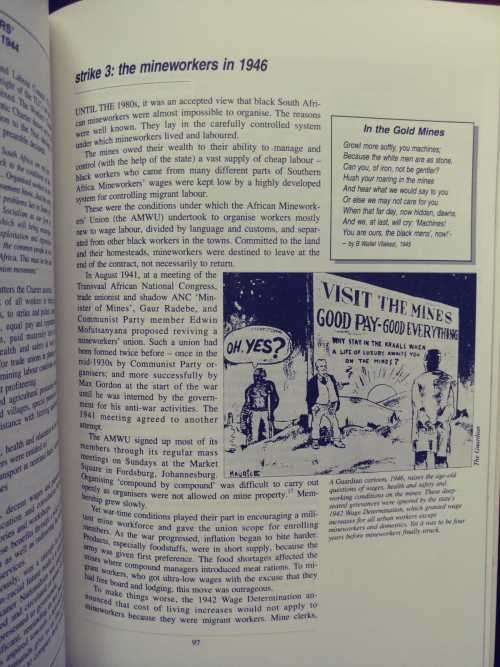 strike 3: the mineworkers in 1946
UNTIL THE 1980s, it was an accepted view that black South Afri-
can mineworkers were almost impossible to organise. The reasons
were well known. They lay in the carefully controlled system
under which mineworkers lived and laboured.
The mines owed their wealth to their ability to manage and
control (with the help of the state) a vast supply of cheap labour –
black workers who came from many different parts of Southern
Africa. Mineworkers' wages were kept low by a highly developed
system for controlling migrant labour.
These were the conditions under which the African Minework-
ers' Union (the AMWU) undertook to organise workers mostly
new to wage labour, divided by language and customs, and separ-
ated from other black workers in the towns. Committed to the land
and their homesteads, mineworkers were destined to leave at the
end of the contract, not necessarily to return.
In August 1941, at a meeting of the
Transvaal African National Congress,
trade unionist and shadow ANC 'Min-
ister of Mines', Gaur Radebe, and
Communist Party member Edwin
Mofutsanyana proposed reviving a
mineworkers' union. Such a union had
been formed twice before – once in the
mid-1930s by Communist Party or-
ganisers; and more successfully by
Max Gordon at the start of the war
until he was interned by the govern-
ment for his anti-war activities. The
1941 meeting agreed to another
attempt.
The AMWU signed up most of its
members through its regular mass
meetings on Sundays at the Market
Square in Fordsburg, Johannesburg.
Organising 'compound by compound' was difficult to carry out
openly as organisers were not allowed on mine property.17 Mem-
bership grew slowly.
Yet war-time conditions played their part in encouraging a mili-
tant mine workforce and gave the union scope for enrolling
members. As the war progressed, inflation began to bite harder.
Products, especially foodstuffs, were in short supply, because the
army was given first preference. The food shortages affected the
mines where compound managers introduced meat rations. To mi-
grant workers, who got ultra-low wages with the excuse that they
had free board and lodging, this move was outrageous.
To make things worse, the 1942 Wage Determination an-
nounced that cost of living increases would not apply to
mineworkers because they were migrant workers. Mine clerks,
97
In the Gold Mines
Growl more softly, you machines;
Because the white men are as stone,
Can you, of iron, not be gentler?
Hush your roaring in the mines
And hear what we would say to you
Or else we may not care for you
When that far day, now hidden, dawns,
And we, at last, will cry: 'Machines!
You are ours, the black mens', now!' -
– by B Wallet Vilakazi, 1945
VISIT THE MINES
GOOD PAY-GOOD EVERYTHING
WHY STAY IN THE KRAALS WHEN
A LIFE OF LUXURY AWAITS YOU
ON THE MINES?
OH. YES?
The Guardian
A Guardian cartoon, 1946, raises the age-old
questions of wages, health and safety and
working conditions on the mines. These deep-
seated grievances were ignored by the state's
1942 Wage Determination, which granted wage
increases for all urban workers except
mineworkers and domestics. Yet it was to be four
years before mineworkers finally struck.